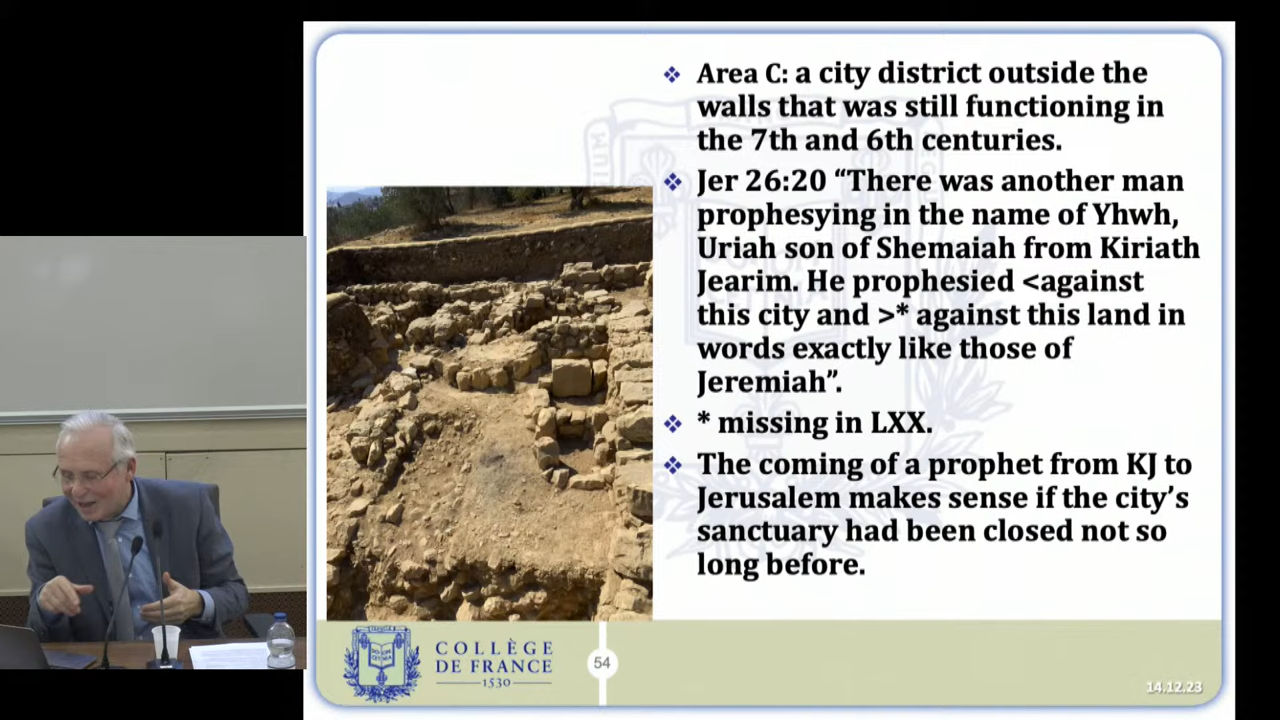 ❖ Area C: a city district outside the
walls that was still functioning in
the 7th and 6th centuries.
❖ Jer 26:20 “There was another man
prophesying in the name of Yhwh,
Uriah son of Shemaiah from Kiriath
Jearim. He prophesied <against
this city and >* against this land in
words exactly like those of
Jeremiah”.
❖ * missing in LXX.
❖ The coming of a prophet from KJ to
Jerusalem makes sense if the city’s
sanctuary had been closed not so
long before.
COLLÈGE
DE FRANCE
1530
54
14.12.23